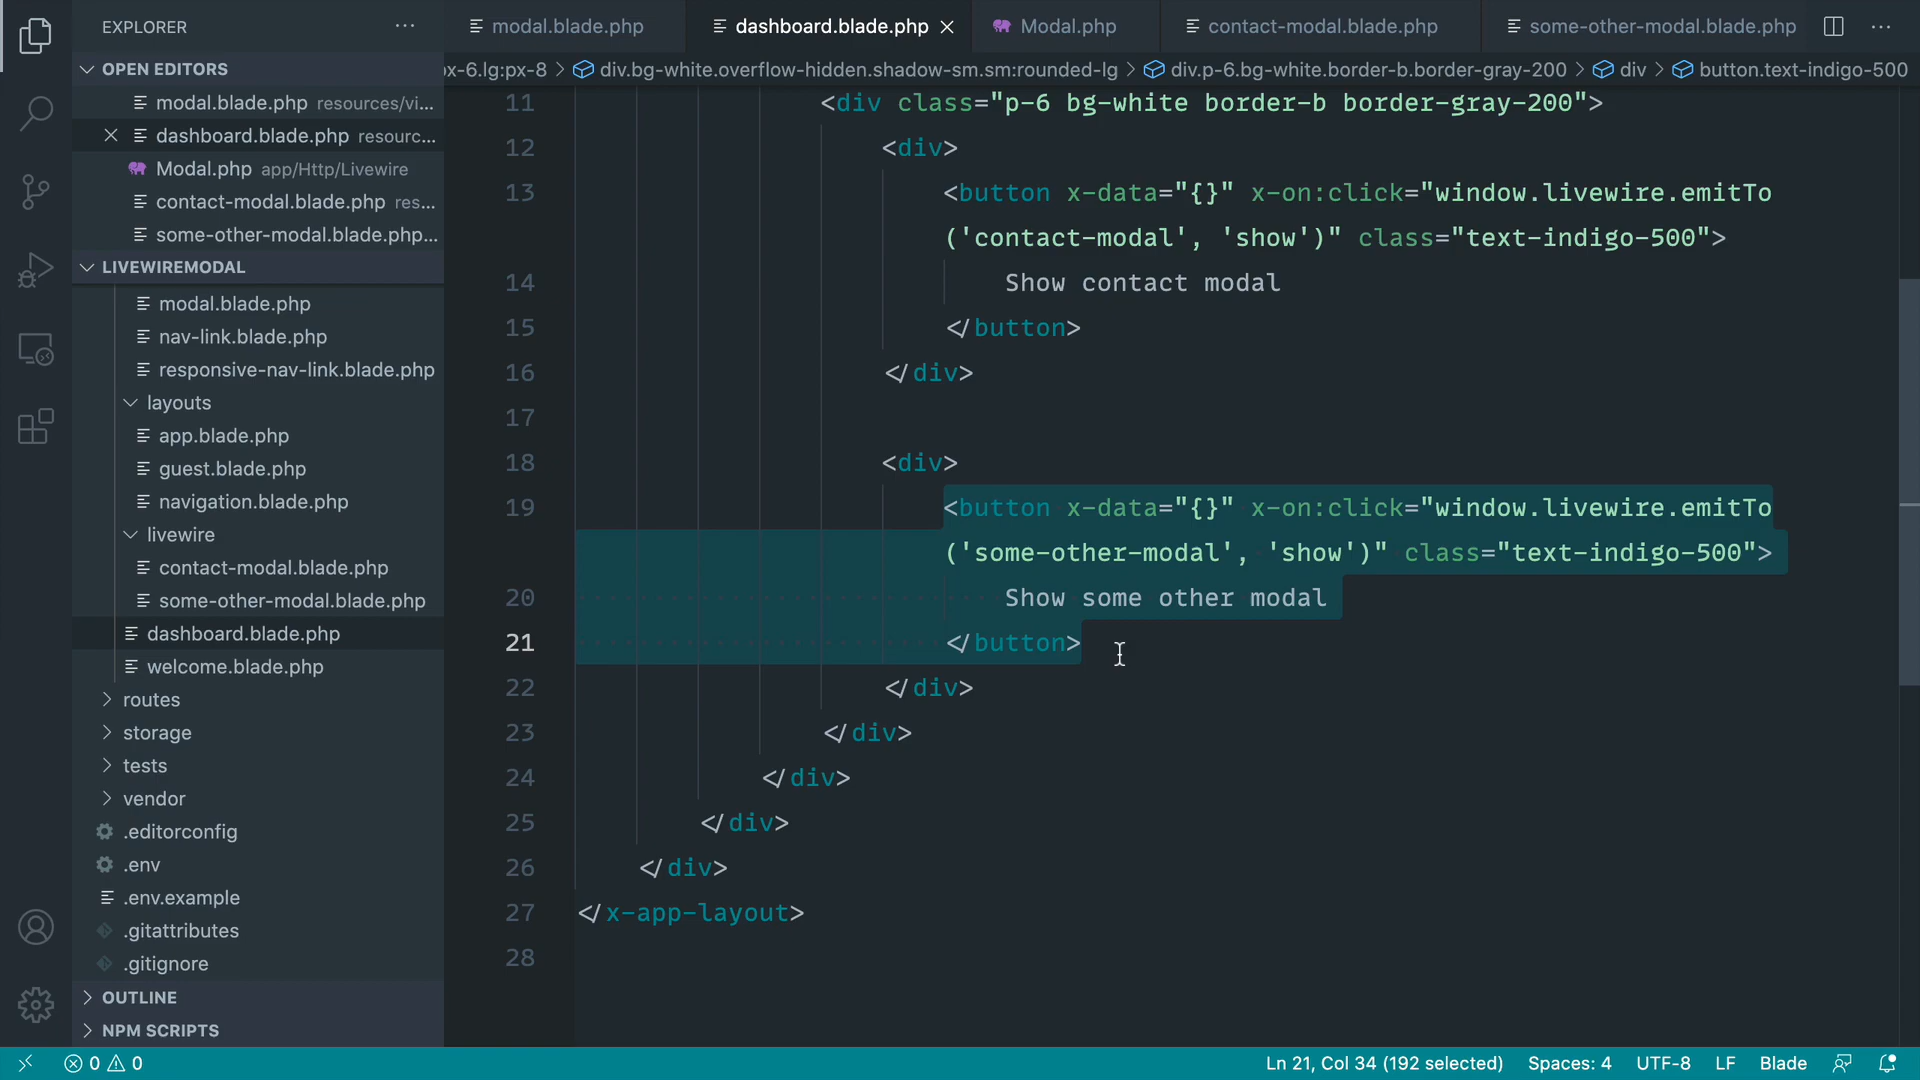 EXPLORER
OPEN EDITORS
modal.blade.php resources/vi...
dashboard.blade.php resourc...
Modal.php app/Http/Livewire
contact-modal.blade.php res...
some-other-modal.blade.php...
LIVEWIREMODAL
modal.blade.php
nav-link.blade.php
responsive-nav-link.blade.php
layouts
app.blade.php
guest.blade.php
navigation.blade.php
livewire
contact-modal.blade.php
some-other-modal.blade.php
dashboard.blade.php
welcome.blade.php
routes
storage
tests
vendor
.editorconfig
.env
.env.example
.gitattributes
.gitignore
OUTLINE
NPM SCRIPTS
modal.blade.php dashboard.blade.php Modal.php contact-modal.blade.php some-other-modal.blade.php
px-6.lg:px-8 > div.bg-white.overflow-hidden.shadow-sm.sm:rounded-lg > div.p-6.bg-white.border-b.border-gray-200 > div > button.text-indigo-500
11 <div class="p-6 bg-white border-b border-gray-200">
12 <div>
13 <button x-data="{}" x-on:click="window.livewire.emitTo
('contact-modal', 'show')" class="text-indigo-500">
14 Show contact modal
15 </button>
16 </div>
17
18 <div>
19 <button x-data="{}" x-on:click="window.livewire.emitTo
('some-other-modal', 'show')" class="text-indigo-500">
20 Show some other modal
21 </button>
22 </div>
23 </div>
24 </div>
25 </div>
26 </div>
27 </x-app-layout>
28
0 0 Ln 21, Col 34 (192 selected) Spaces: 4 UTF-8 LF Blade